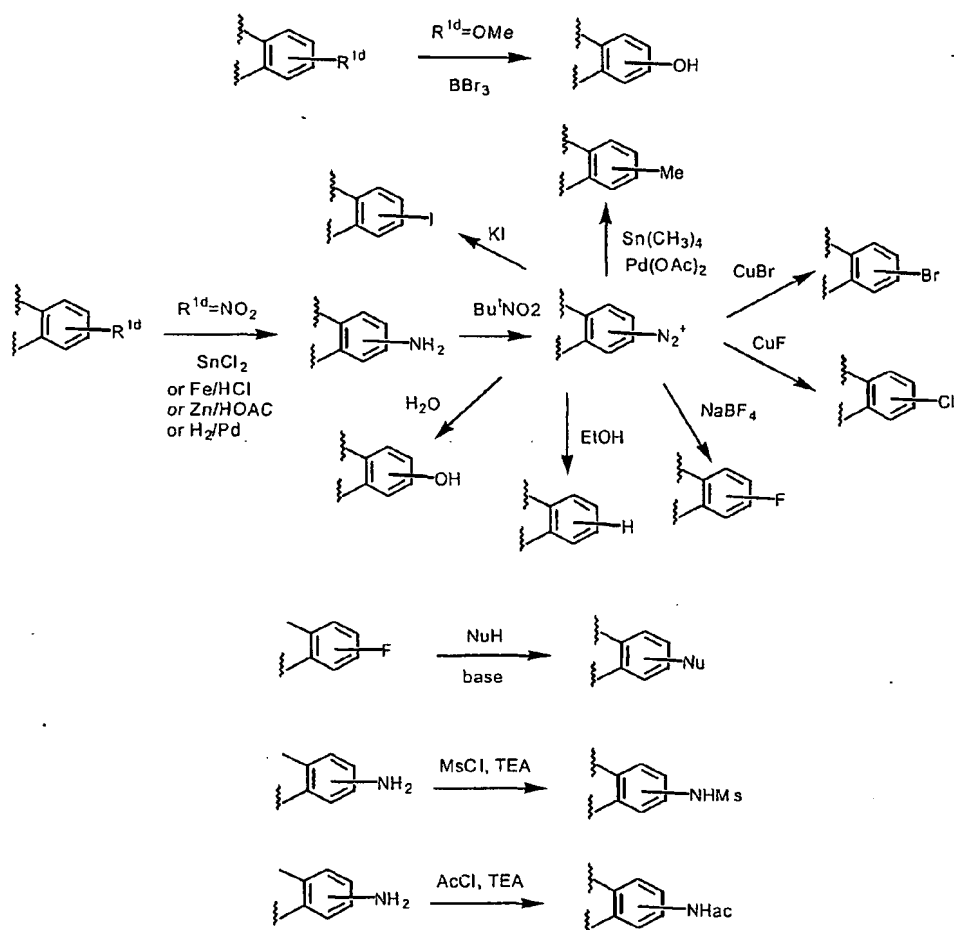 R1d=OMe
R1d
BBr3
OH
Me
I
KI
Sn(CH3)4
Pd(OAc)2
CuBr
Br
R1d=NO2
R1d
SnCl2
or Fe/HCl
or Zn/HOAC
or H2/Pd
NH2
ButNO2
N2+
CuF
Cl
H2O
OH
EtOH
H
NaBF4
F
F
NuH
base
Nu
NH2
MsCl, TEA
NHMs
NH2
AcCl, TEA
NHac